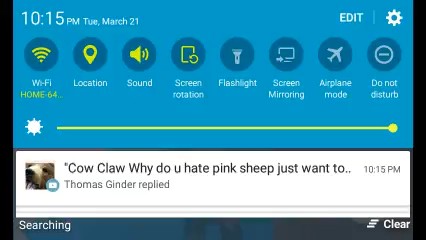 10:15 PM Tue, March 21 EDIT
Wi-Fi Location Sound Screen rotation Flashlight Screen Mirroring Airplane mode Do not disturb
HOME-64...
"Cow Claw Why do u hate pink sheep just want to.. 10:15 PM
Thomas Ginder replied
Searching Clear